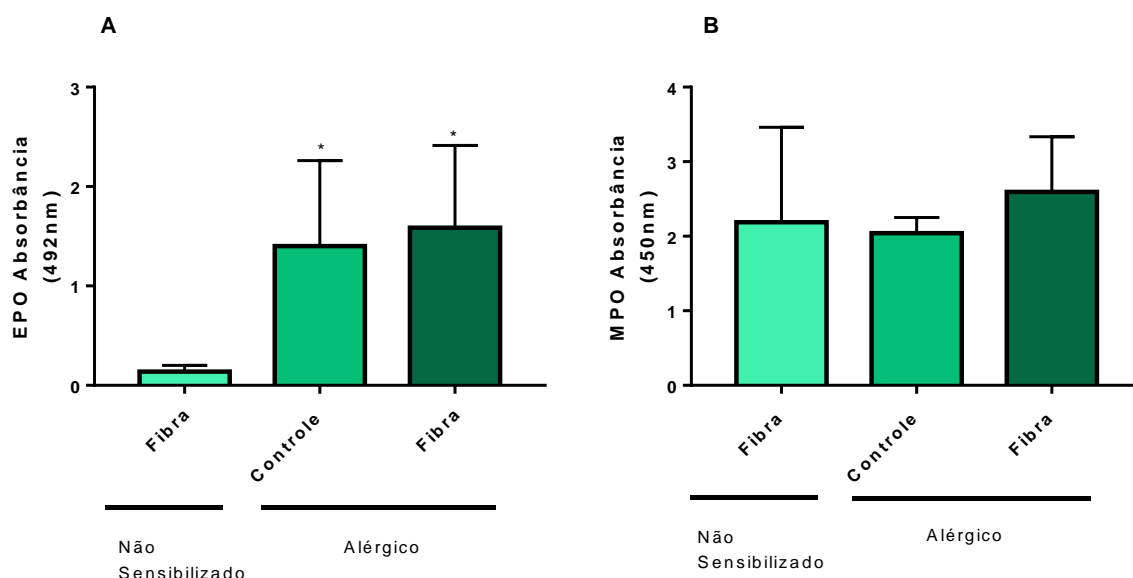 A
EPO Absorbância
(492nm)
3
2
1
0
*
*
Fibra
Controle
Fibra
Não
Sensibilizado
Alérgico
B
MPO Absorbância
(450nm)
4
3
2
1
0
Fibra
Controle
Fibra
Não
Sensibilizado
Alérgico